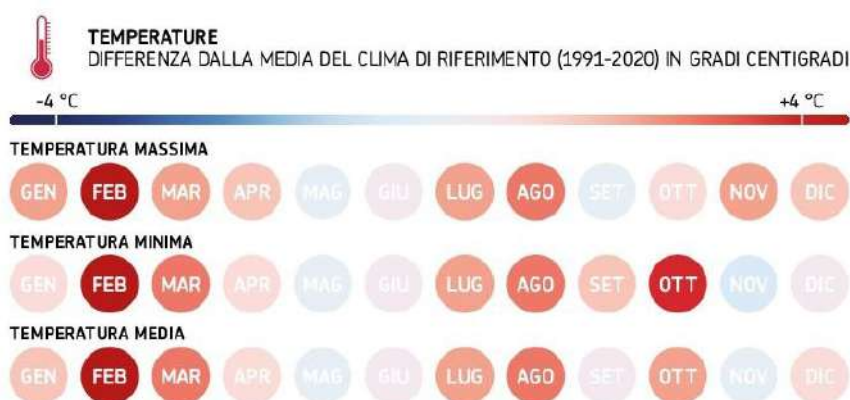 TEMPERATURE
DIFFERENZA DALLA MEDIA DEL CLIMA DI RIFERIMENTO (1991-2020) IN GRADI CENTIGRADI
-4 °C +4 °C
TEMPERATURA MASSIMA
GEN FEB MAR APR MAG GIU LUG AGO SET OTT NOV DIC
TEMPERATURA MINIMA
GEN FEB MAR APR MAG GIU LUG AGO SET OTT NOV DIC
TEMPERATURA MEDIA
GEN FEB MAR APR MAG GIU LUG AGO SET OTT NOV DIC